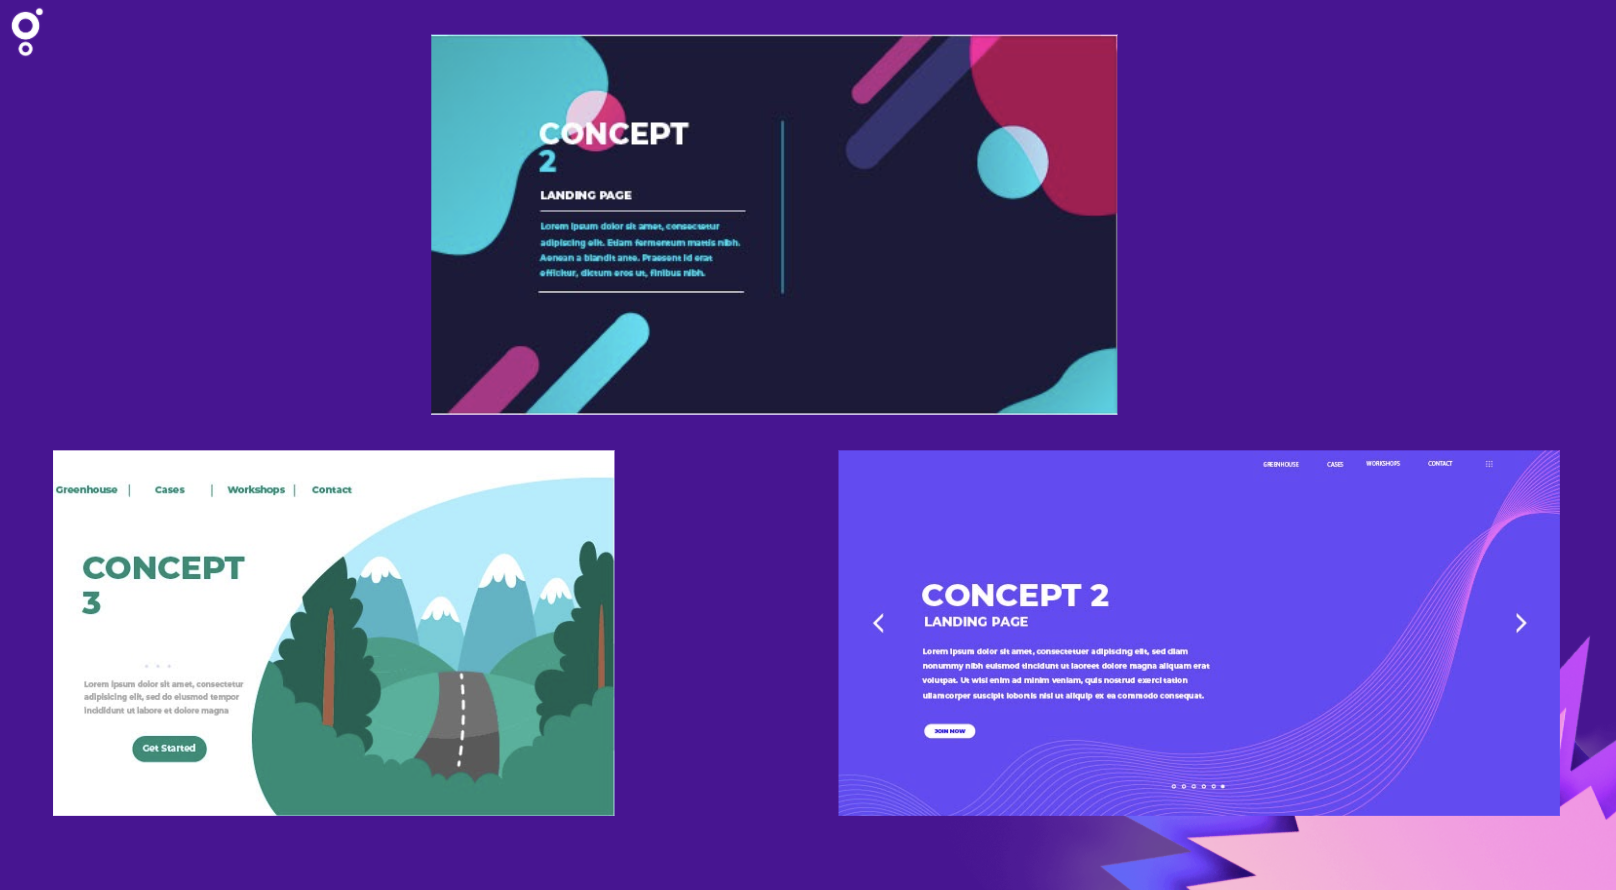 CONCEPT
2
LANDING PAGE
Lorem ipsum dolor sit amet, consectetur
adipiscing elit. Etiam fermentum mattis nibh.
Aenean a blandit ante. Praesent id erat
efficitur, dictum eros ut, finibus nibh.
Greenhouse | Cases | Workshops | Contact
CONCEPT
3
Lorem ipsum dolor sit amet, consectetur
adipisicing elit, sed do eiusmod tempor
incididunt ut labore et dolore magna
Get Started
GREENHOUSE CASES WORKSHOPS CONTACT
CONCEPT 2
LANDING PAGE
Lorem ipsum dolor sit amet, consectetuer adipiscing elit, sed diam
nonummy nibh euismod tincidunt ut laoreet dolore magna aliquam erat
volutpat. Ut wisi enim ad minim veniam, quis nostrud exerci tation
ullamcorper suscipit lobortis nisl ut aliquip ex ea commodo consequat.
JOIN NOW